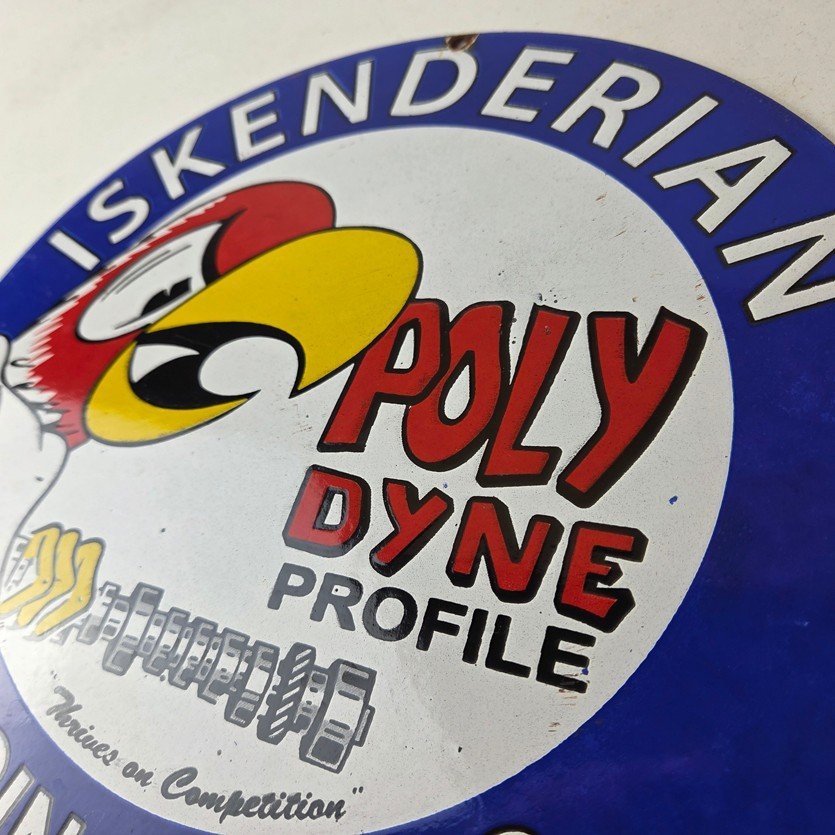 ISKENDERIAN
POLY
DYNE
PROFILE
"Thrives on Competition"